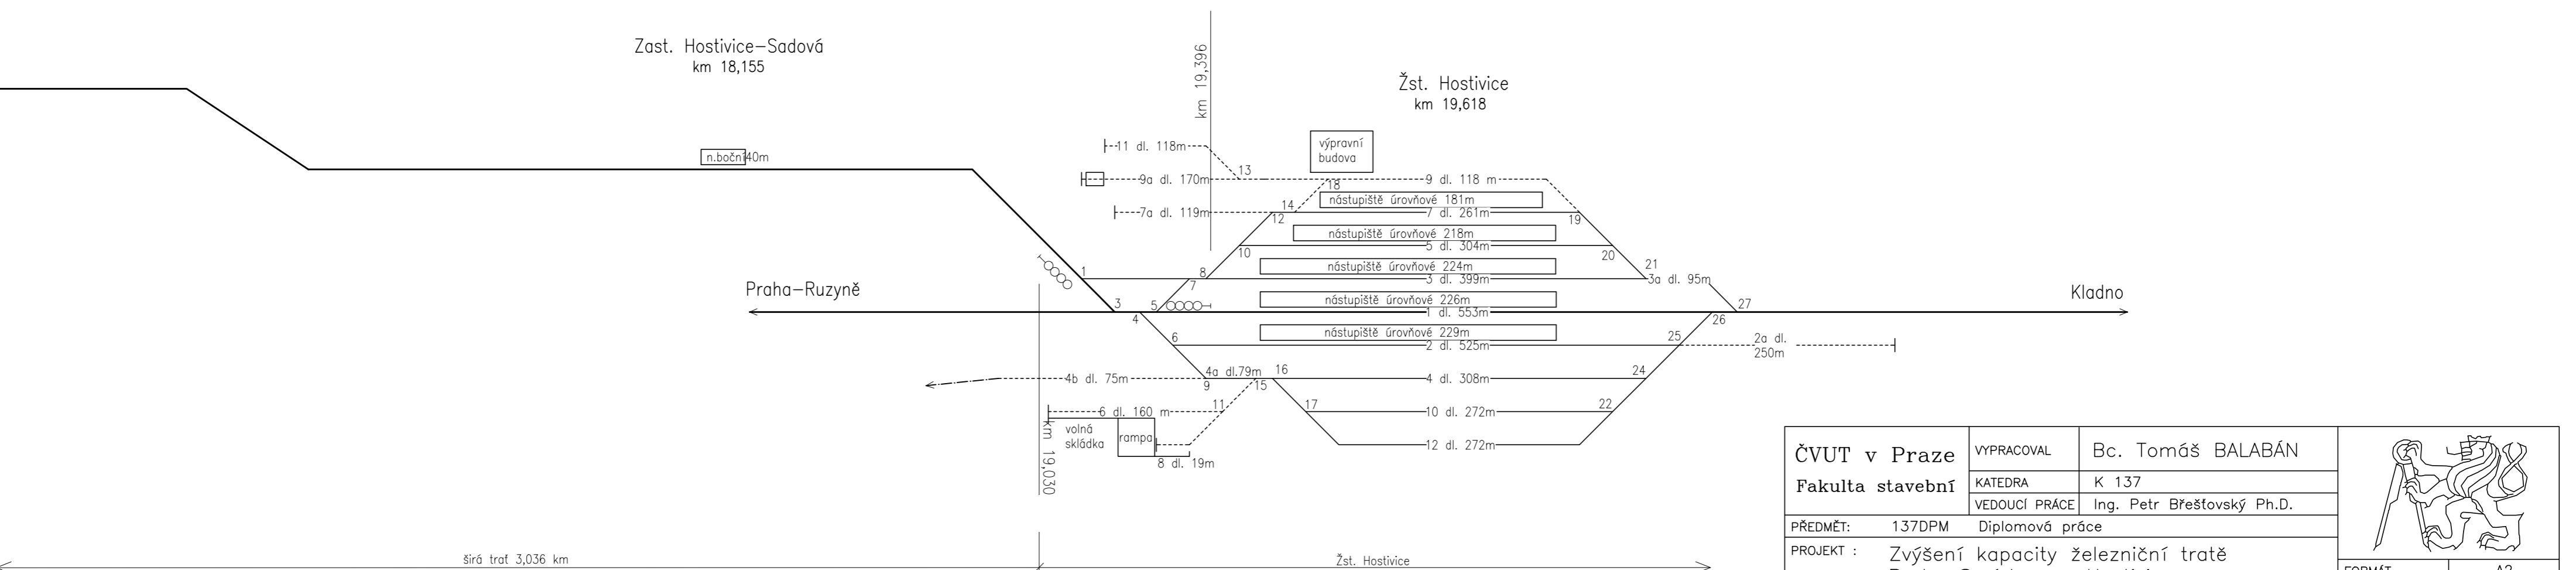 Zast. Hostivice-Sadová
km 18,155
km 19,396
Žst. Hostivice
km 19,618
n.boční40m
11 dl. 118m
13
výpravní
budova
9a dl. 170m
18
9 dl. 118 m
nástupiště úrovňové 181m
7a dl. 119m
14
12
7 dl. 261m
19
nástupiště úrovňové 218m
10
5 dl. 304m
20
nástupiště úrovňové 224m
1
8
7
3 dl. 399m
21
3a dl. 95m
Praha-Ruzyně
3
4
5
nástupiště úrovňové 226m
1 dl. 553m
26
27
Kladno
nástupiště úrovňové 229m
6
2 dl. 525m
25
2a dl.
250m
4b dl. 75m
4a dl.79m
9
15
16
4 dl. 308m
24
6 dl. 160 m
11
17
10 dl. 272m
22
volná
skládka
rampa
8 dl. 19m
12 dl. 272m
km 19,030
širá trať 3,036 km
Žst. Hostivice
ČVUT v Praze
Fakulta stavební
VYPRACOVAL
Bc. Tomáš BALABÁN
KATEDRA
K 137
VEDOUCÍ PRÁCE
Ing. Petr Břešťovský Ph.D.
PŘEDMĚT:
137DPM Diplomová práce
PROJEKT :
Zvýšení kapacity železniční tratě